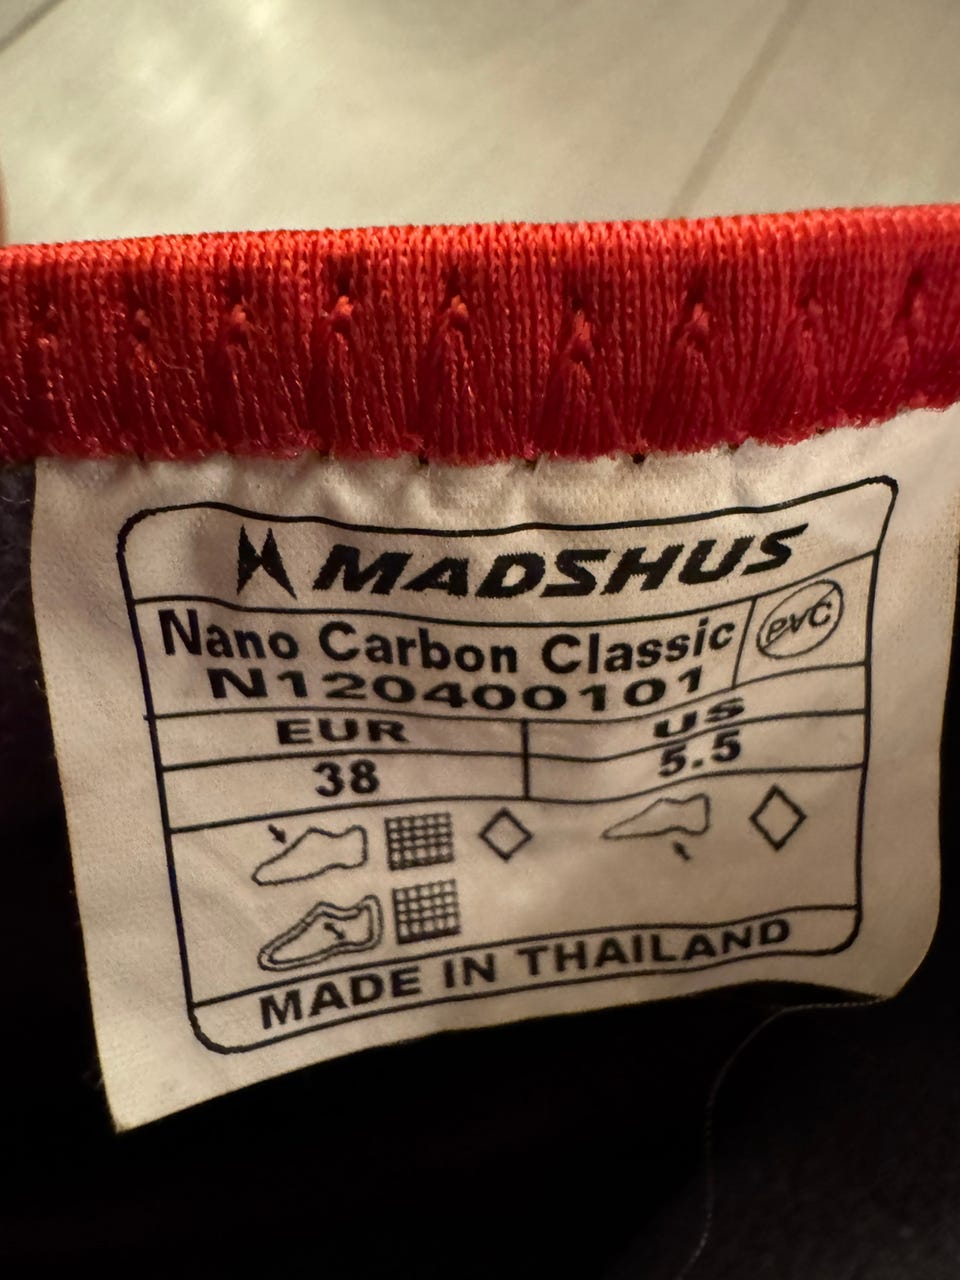 MADSHUS
Nano Carbon Classic
PVC
N120400101
EUR US
38 5.5
MADE IN THAILAND